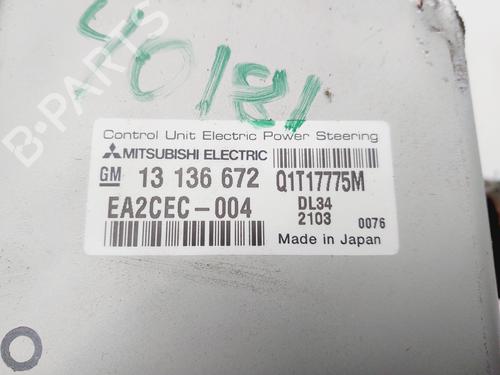 40181
B-PARTS
Control Unit Electric Power Steering
MITSUBISHI ELECTRIC
GM 13 136 672 Q1T17775M
EA2CEC-004 DL34
2103 0076
Made in Japan